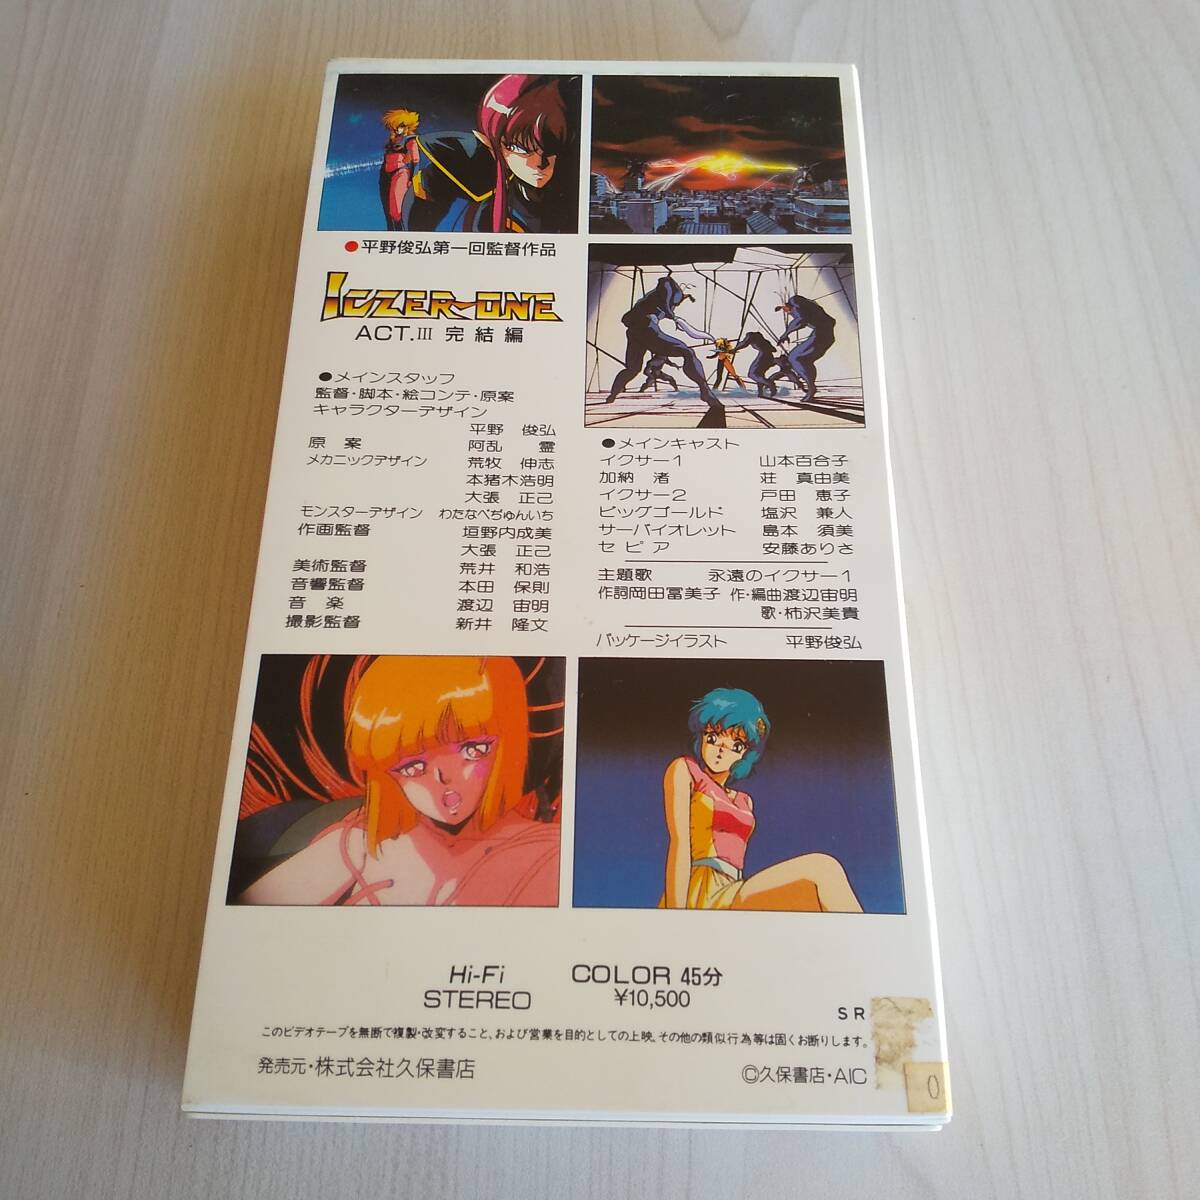 ●平野俊弘第一回監督作品
ICZER-ONE
ACT.III 完結編
●メインスタッフ
監督・脚本・絵コンテ・原案
キャラクターデザイン
平野 俊弘
原 案 阿乱 霊
メカニックデザイン 荒牧 伸志
本猪木浩明
大張 正己
モンスターデザイン わたなべぢゅんいち
作画監督 垣野内成美
大張 正己
美術監督 荒井 和浩
音響監督 本田 保則
音 楽 渡辺 宙明
撮影監督 新井 隆文
●メインキャスト
イクサー1 山本百合子
加納 渚 荘 真由美
イクサー2 戸田 恵子
ビッグゴールド 塩沢 兼人
サーバイオレット 島本 須美
セピア 安藤ありさ
主題歌 永遠のイクサー1
作詞岡田冨美子 作・編曲渡辺宙明
歌・柿沢美貴
パッケージイラスト 平野俊弘
Hi-Fi COLOR 45分
STEREO ¥10,500
SR
このビデオテープを無断で複製・改変すること、および営業を目的としての上映、その他の類似行為等は固くお断りします。
発売元・株式会社久保書店 ©久保書店・AIC
0